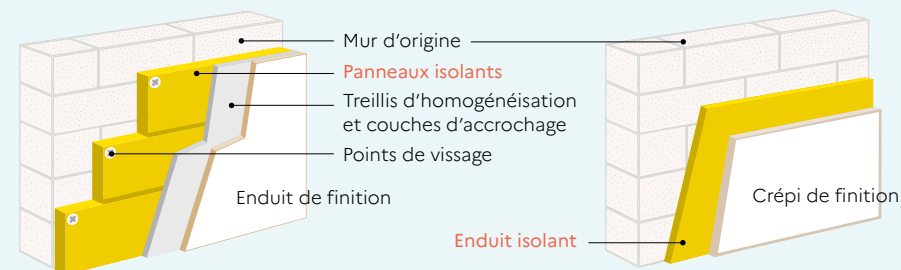 Mur d'origine
Panneaux isolants
Treillis d'homogénéisation
et couches d'accrochage
Points de vissage
Enduit de finition
Crépi de finition
Enduit isolant